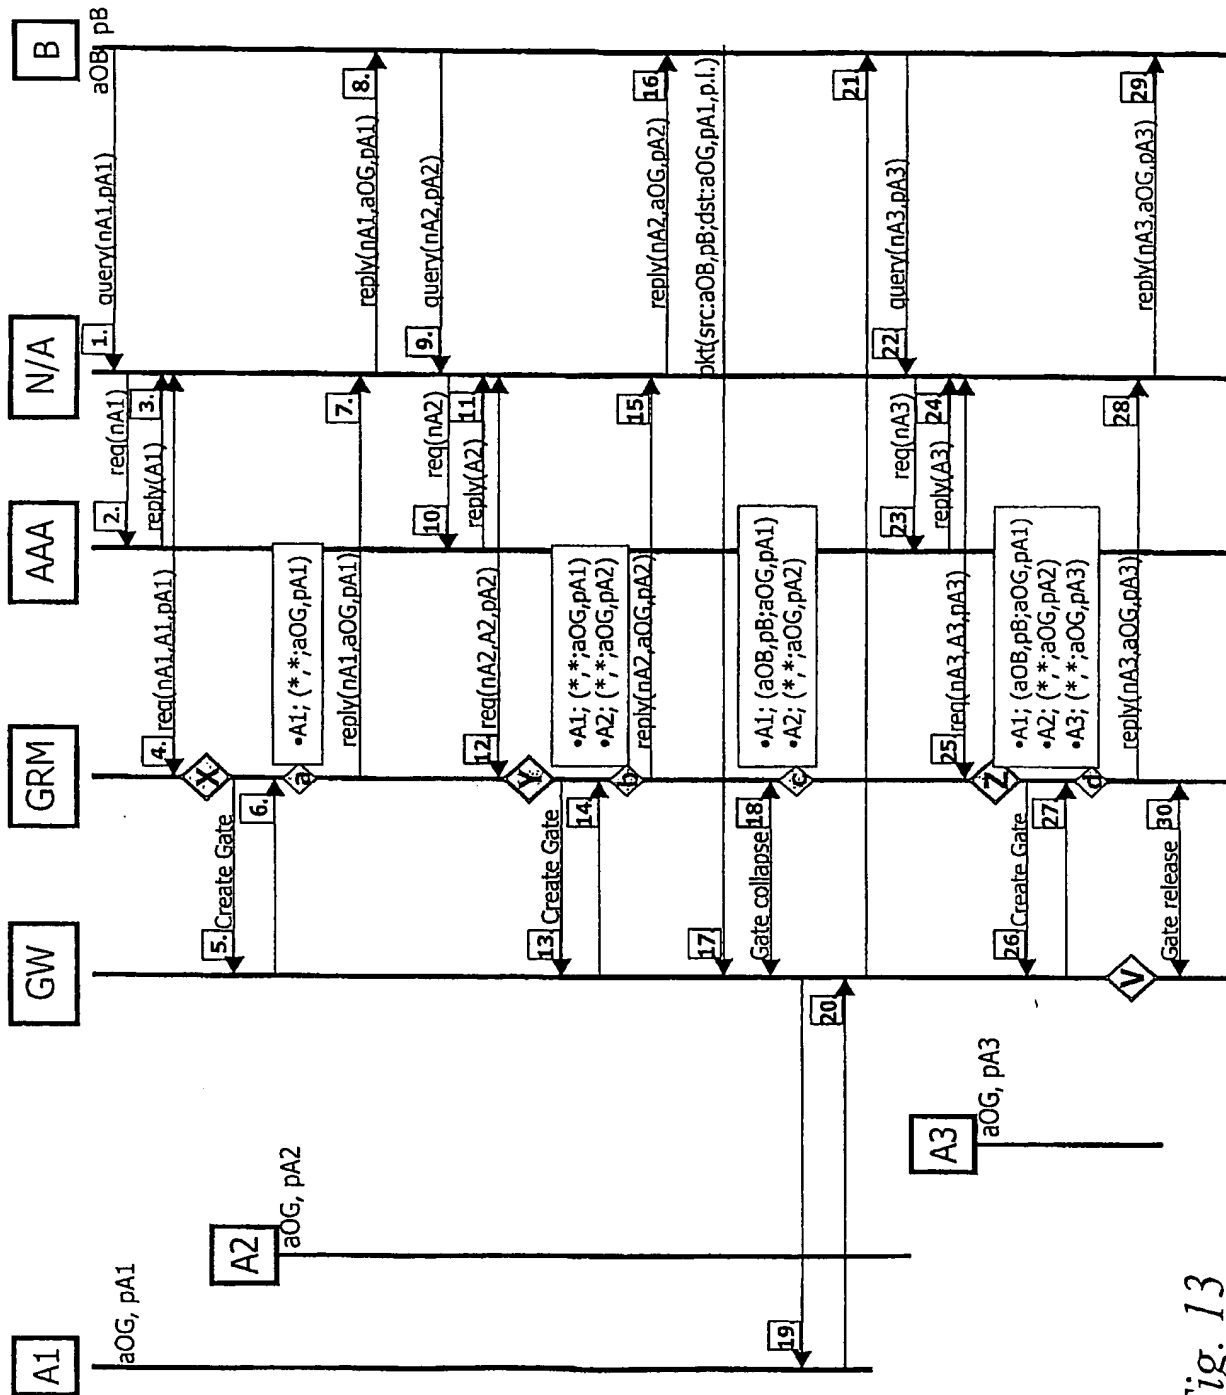 A1
A2
A3
GW
GRM
AAA
N/A
B
aOG, pA1
aOG, pA2
aOG, pA3
aOB, pB
1. query(nA1,pA1)
2. req(nA1)
3. reply(A1)
4. req(nA1,A1,pA1)
X
5. Create Gate
6.
a
•A1; (*,*;aOG,pA1)
7. reply(nA1,aOG,pA1)
8. reply(nA1,aOG,pA1)
9. query(nA2,pA2)
10 req(nA2)
11 reply(A2)
12 req(nA2,A2,pA2)
Y
13 Create Gate
14.
b
•A1; (*,*;aOG,pA1)
•A2; (*,*;aOG,pA2)
15 reply(nA2,aOG,pA2)
16 reply(nA2,aOG,pA2)
17 pkt(src:aOB,pB;dst:aOG,pA1,p.l.)
18 Gate collapse
c
•A1; (aOB,pB;aOG,pA1)
•A2; (*,*;aOG,pA2)
19
20
21
22 query(nA3,pA3)
23 req(nA3)
24 reply(A3)
25 req(nA3,A3,pA3)
Z
26 Create Gate
27
d
•A1; (aOB,pB;aOG,pA1)
•A2; (*,*;aOG,pA2)
•A3; (*,*;aOG,pA3)
28 reply(nA3,aOG,pA3)
29 reply(nA3,aOG,pA3)
V
30 Gate release
Fig. 13